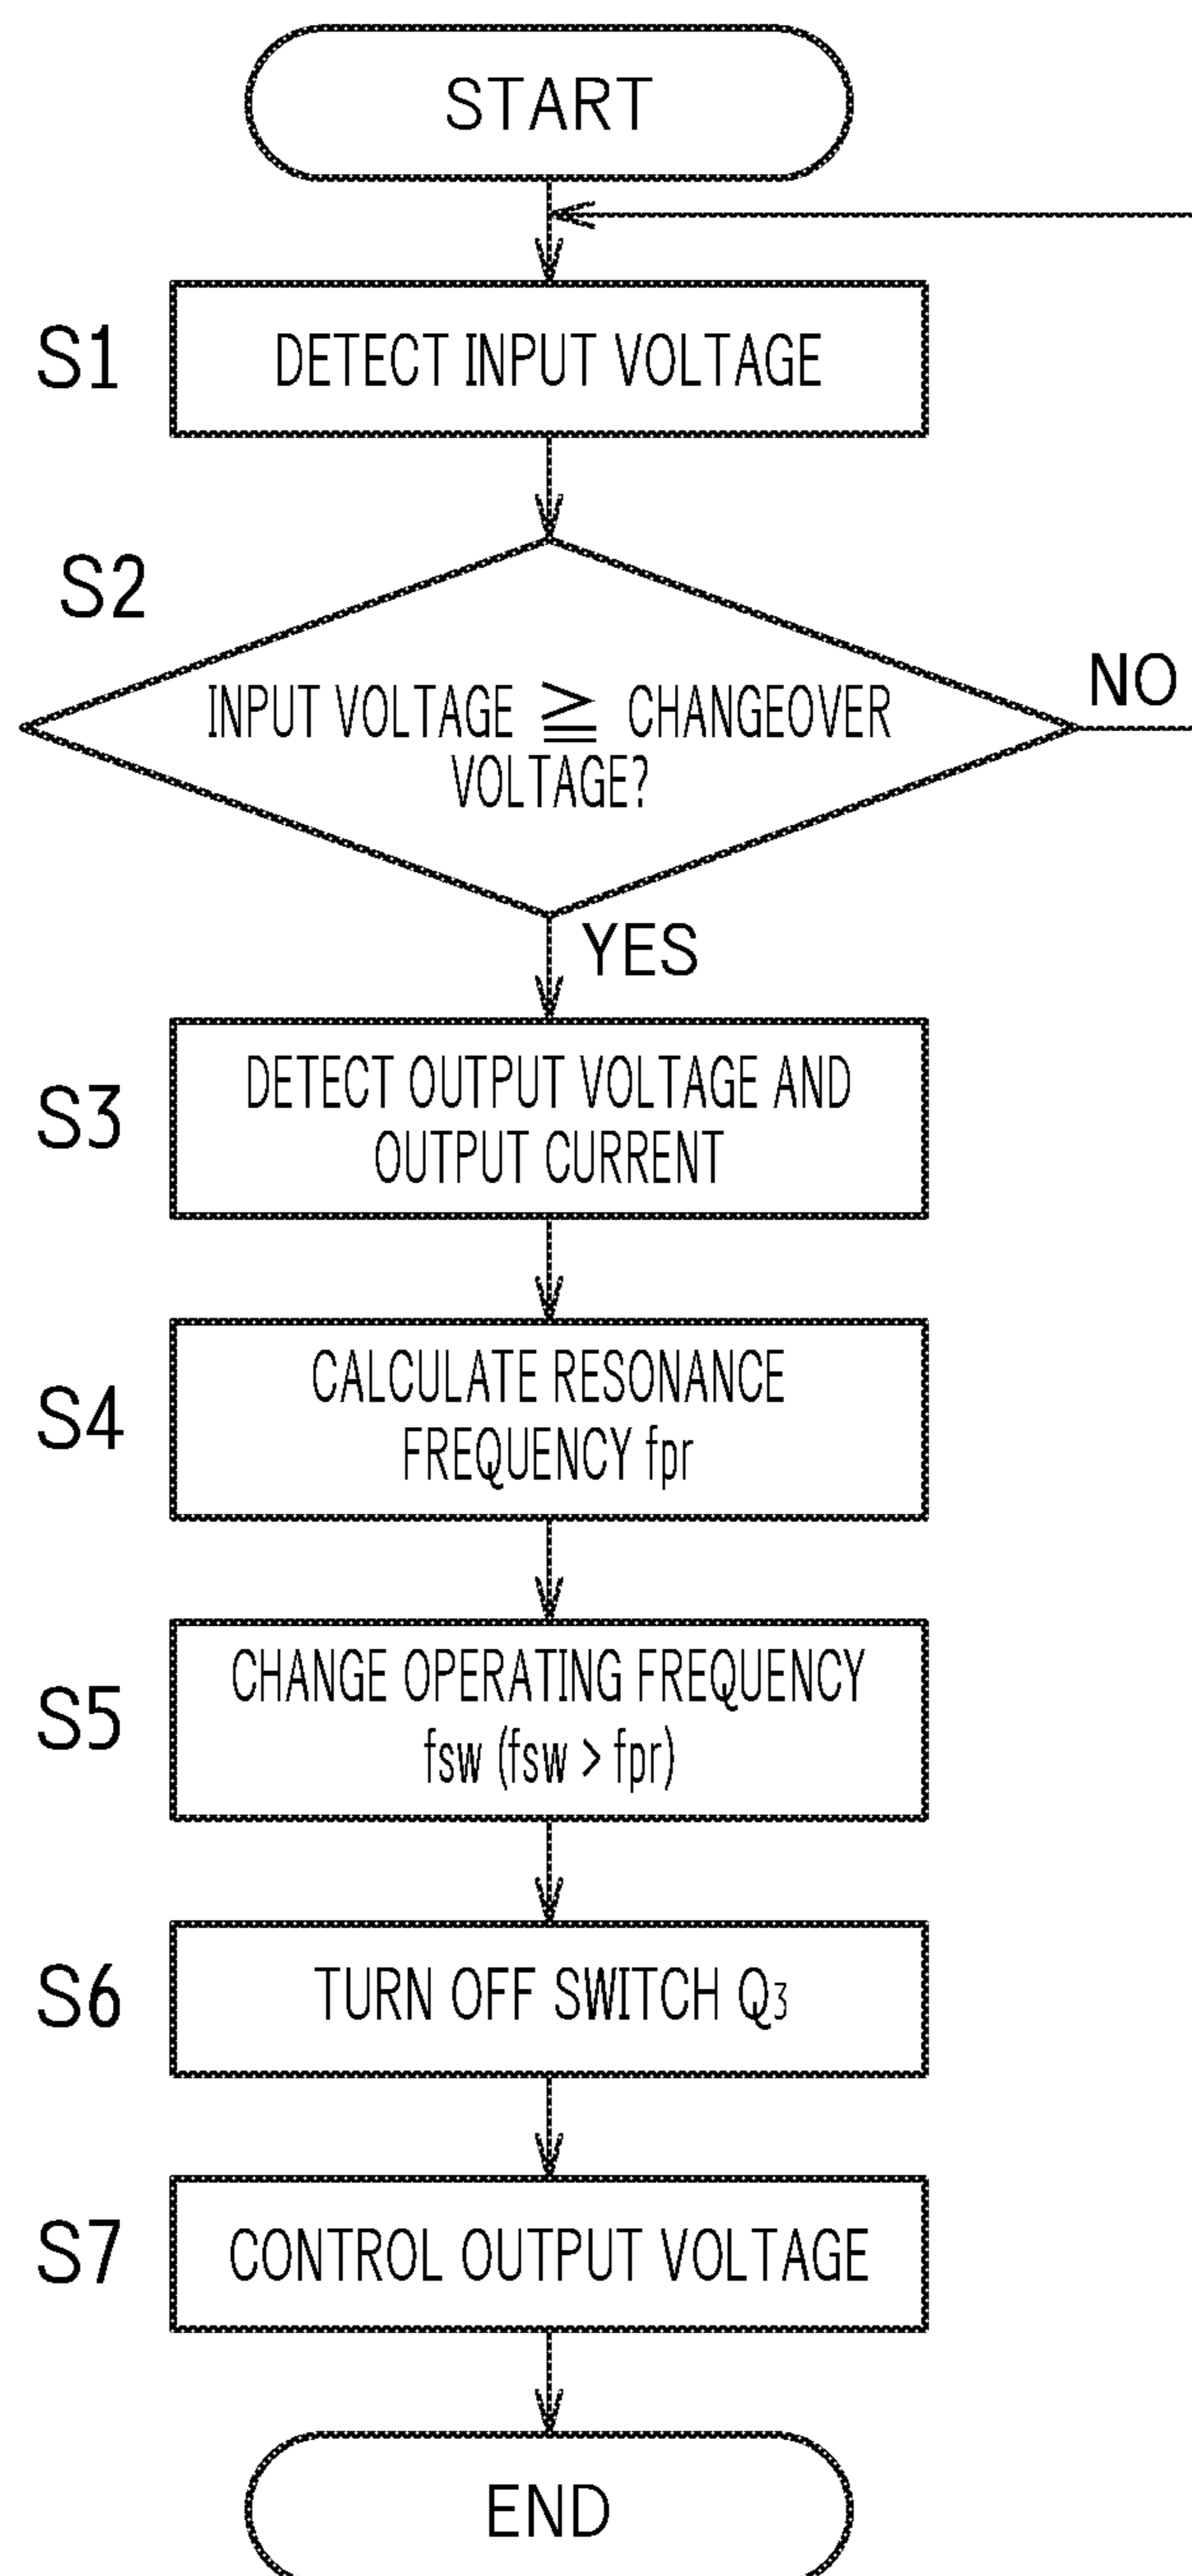 START
S1
DETECT INPUT VOLTAGE
S2
INPUT VOLTAGE ≧ CHANGEOVER
VOLTAGE?
NO
YES
S3
DETECT OUTPUT VOLTAGE AND
OUTPUT CURRENT
S4
CALCULATE RESONANCE
FREQUENCY fpr
S5
CHANGE OPERATING FREQUENCY
fsw (fsw > fpr)
S6
TURN OFF SWITCH Q₃
S7
CONTROL OUTPUT VOLTAGE
END